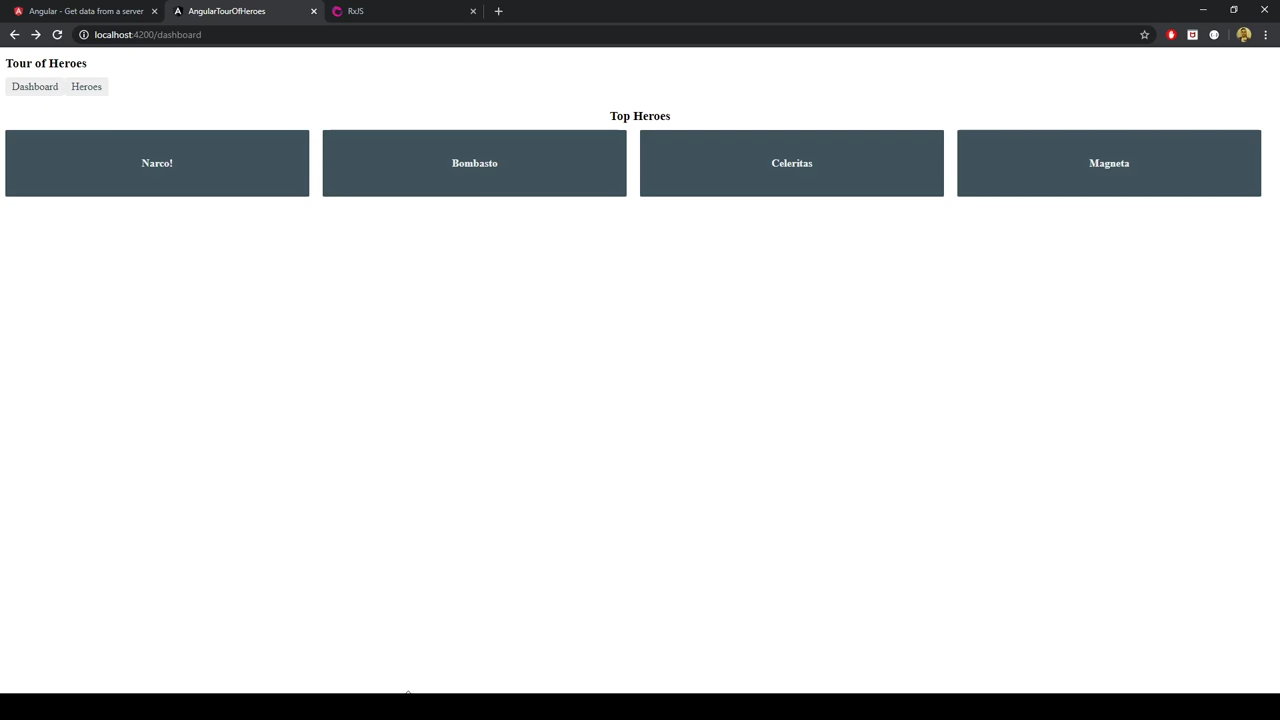 Angular - Get data from a server
AngularTourOfHeroes
RxJS
localhost:4200/dashboard
Tour of Heroes
Dashboard
Heroes
Top Heroes
Narco!
Bombasto
Celeritas
Magneta